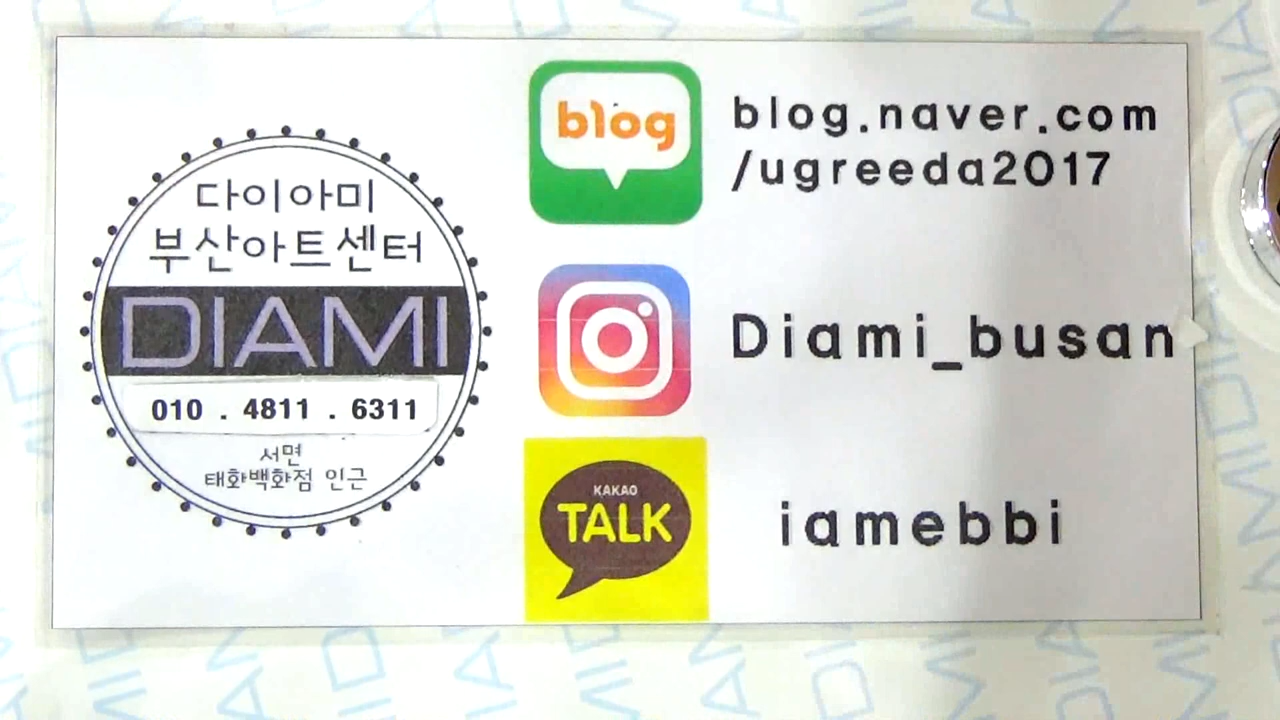 다이아미
부산아트센터
DIAMI
010 . 4811 . 6311
서면
태화백화점 인근
blog
blog.naver.com
/ugreeda2017
Diami_busan
KAKAO
TALK
iamebbi